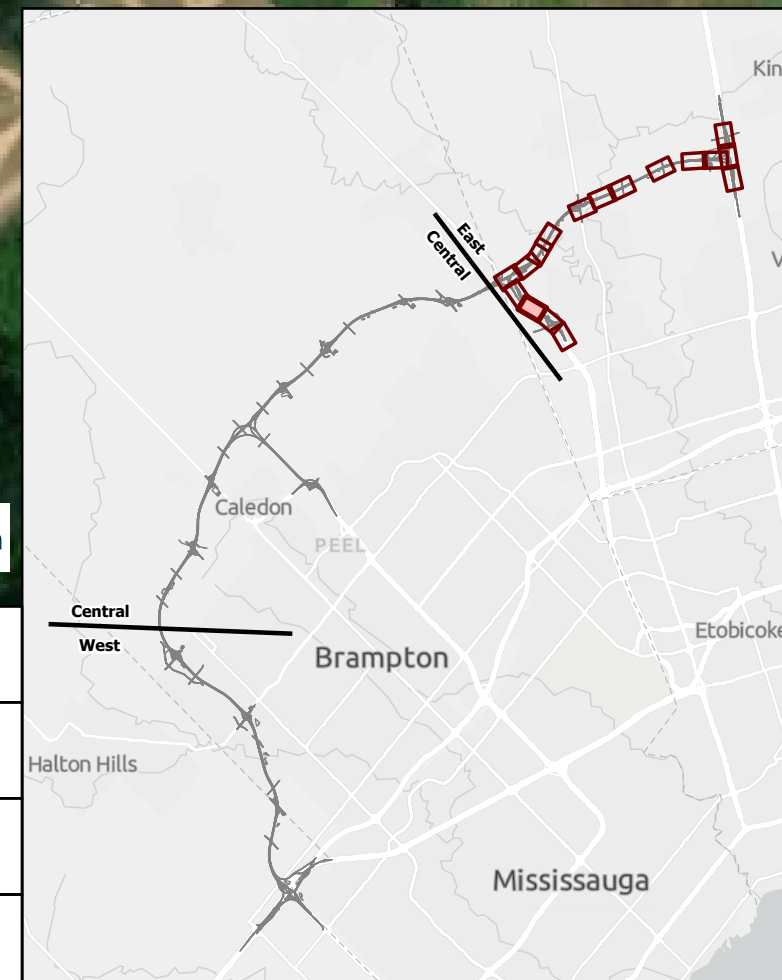 Kin
East
Central
V
Caledon
PEEL
Central
West
Etobicoke
Brampton
Halton Hills
Mississauga